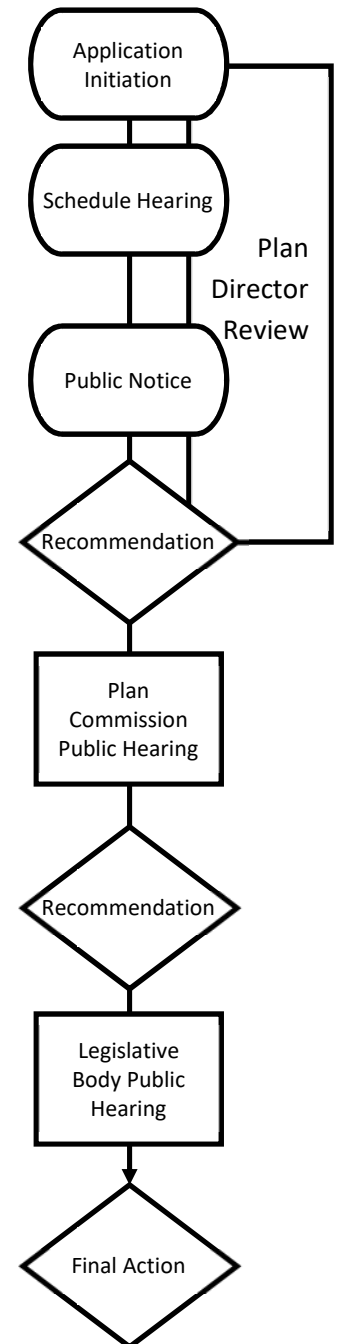 Application
Initiation
Schedule Hearing
Plan
Director
Review
Public Notice
Recommendation
Plan
Commission
Public Hearing
Recommendation
Legislative
Body Public
Hearing
Final Action